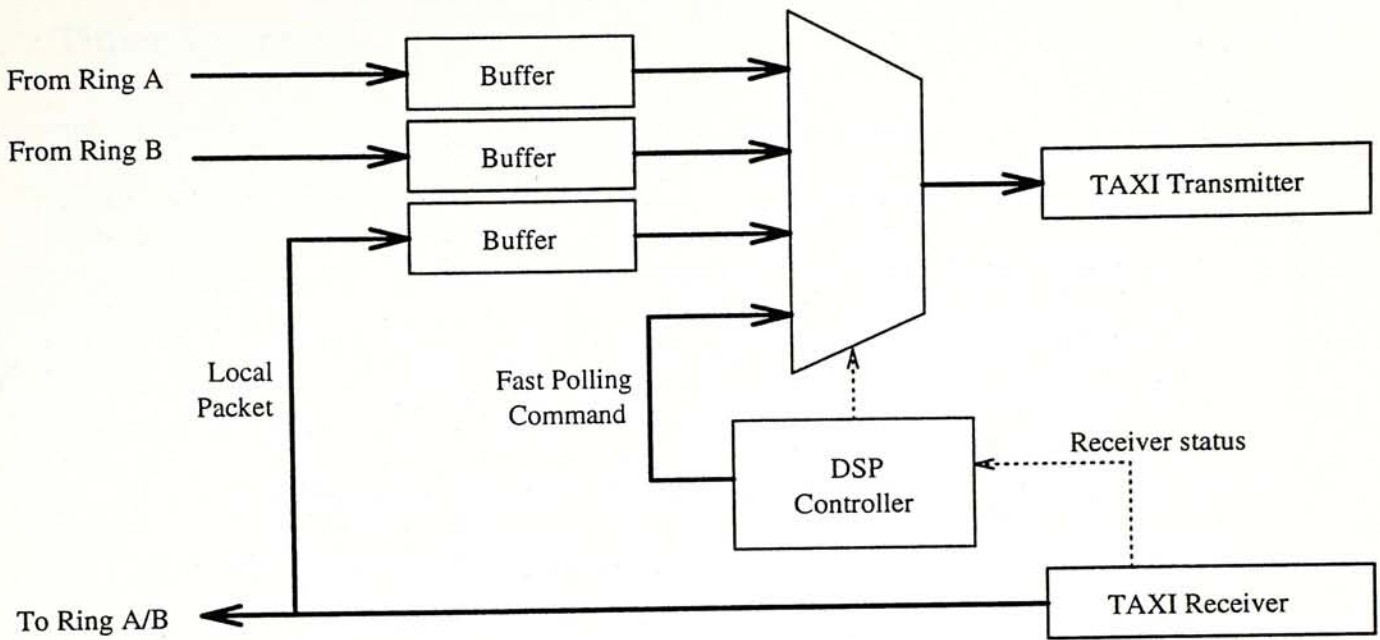 From Ring A
Buffer
From Ring B
Buffer
TAXI Transmitter
Buffer
Local
Packet
Fast Polling
Command
Receiver status
DSP
Controller
To Ring A/B
TAXI Receiver